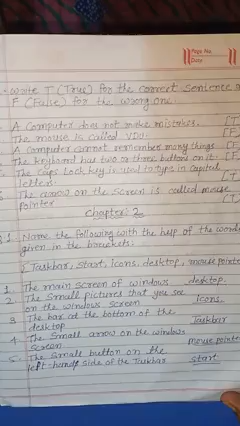 Page No.
Date
- Write T (True) for the correct sentence
F (False) for the wrong one.
A Computer does not make mistakes. [T
The mouse is called VDU. [F
A Computer cannot remember many things [F
The keyboard has two or three buttons on it. [F
The Caps Lock key is used to type in capital
letters. [T
The arrow on the screen is called mouse
pointer [T
Chapter: 2
1. Name the following with the help of the words
given in the brackets:
Taskbar, Start, icons, desktop, mouse pointer
1. The main screen of windows desktop.
2. The Small pictures that you see
on the windows screen Icons.
3 The bar at the bottom of the
desktop Taskbar
4. The Small arrow on the windows
screen mouse pointer
5. The Small button on the
left-hand side of the Taskbar start